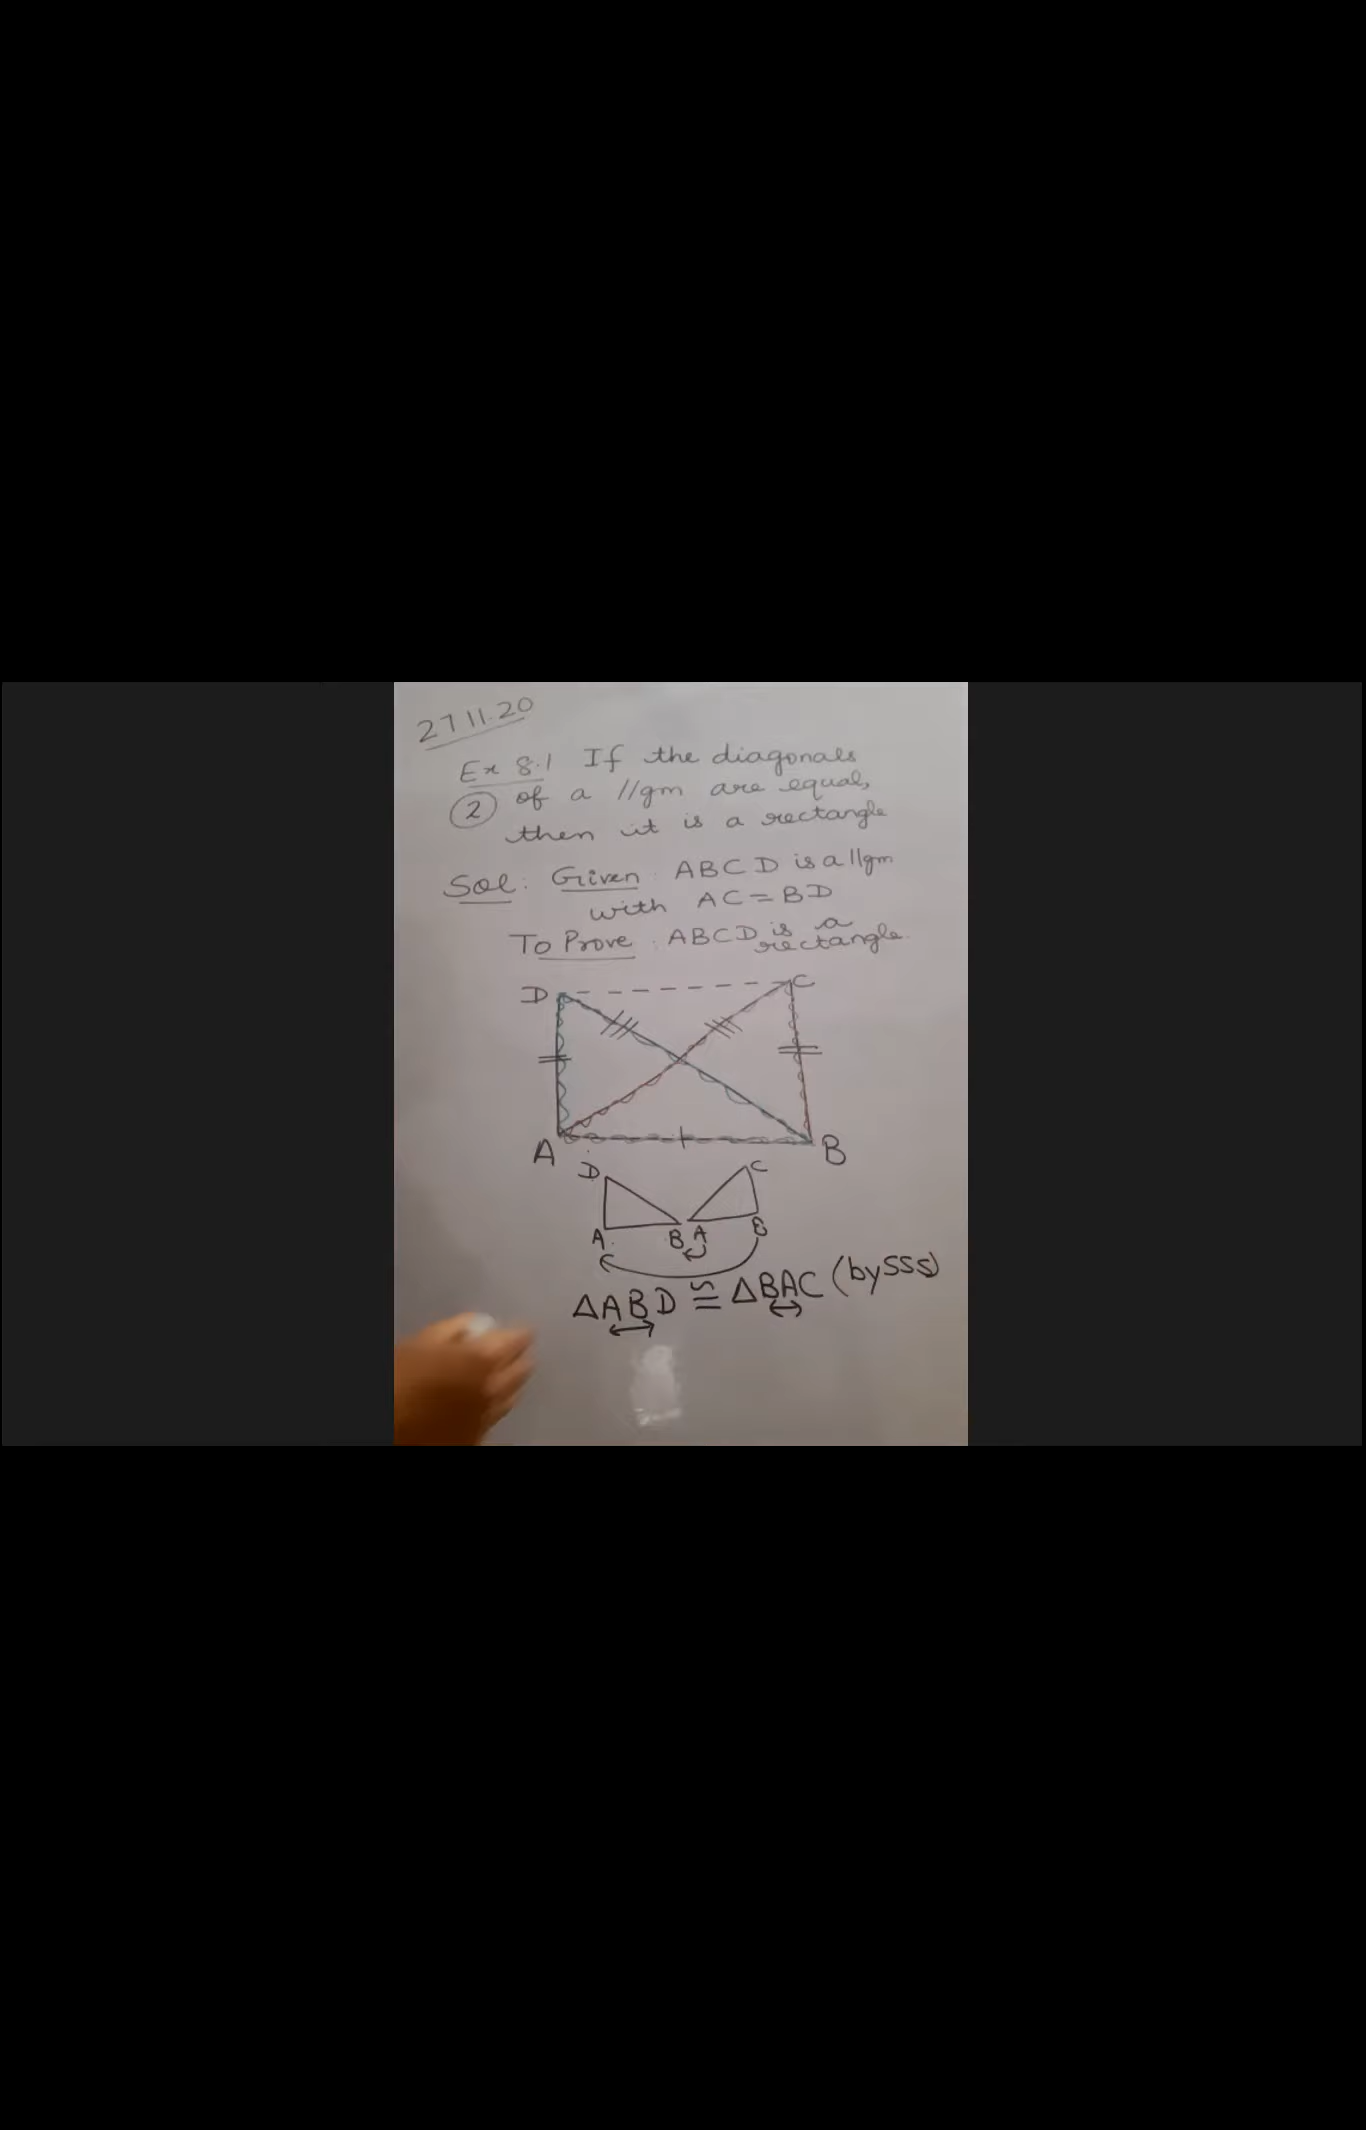 27 11.20
Ex 8.1 If the diagonals
② of a //gm are equal,
then it is a rectangle
Sol: Given: ABCD is a ||gm
with AC = BD
To Prove: ABCD is a
rectangle.
D C
A B
D C
A B A B
ΔABD ≅ ΔBAC (by SSS)